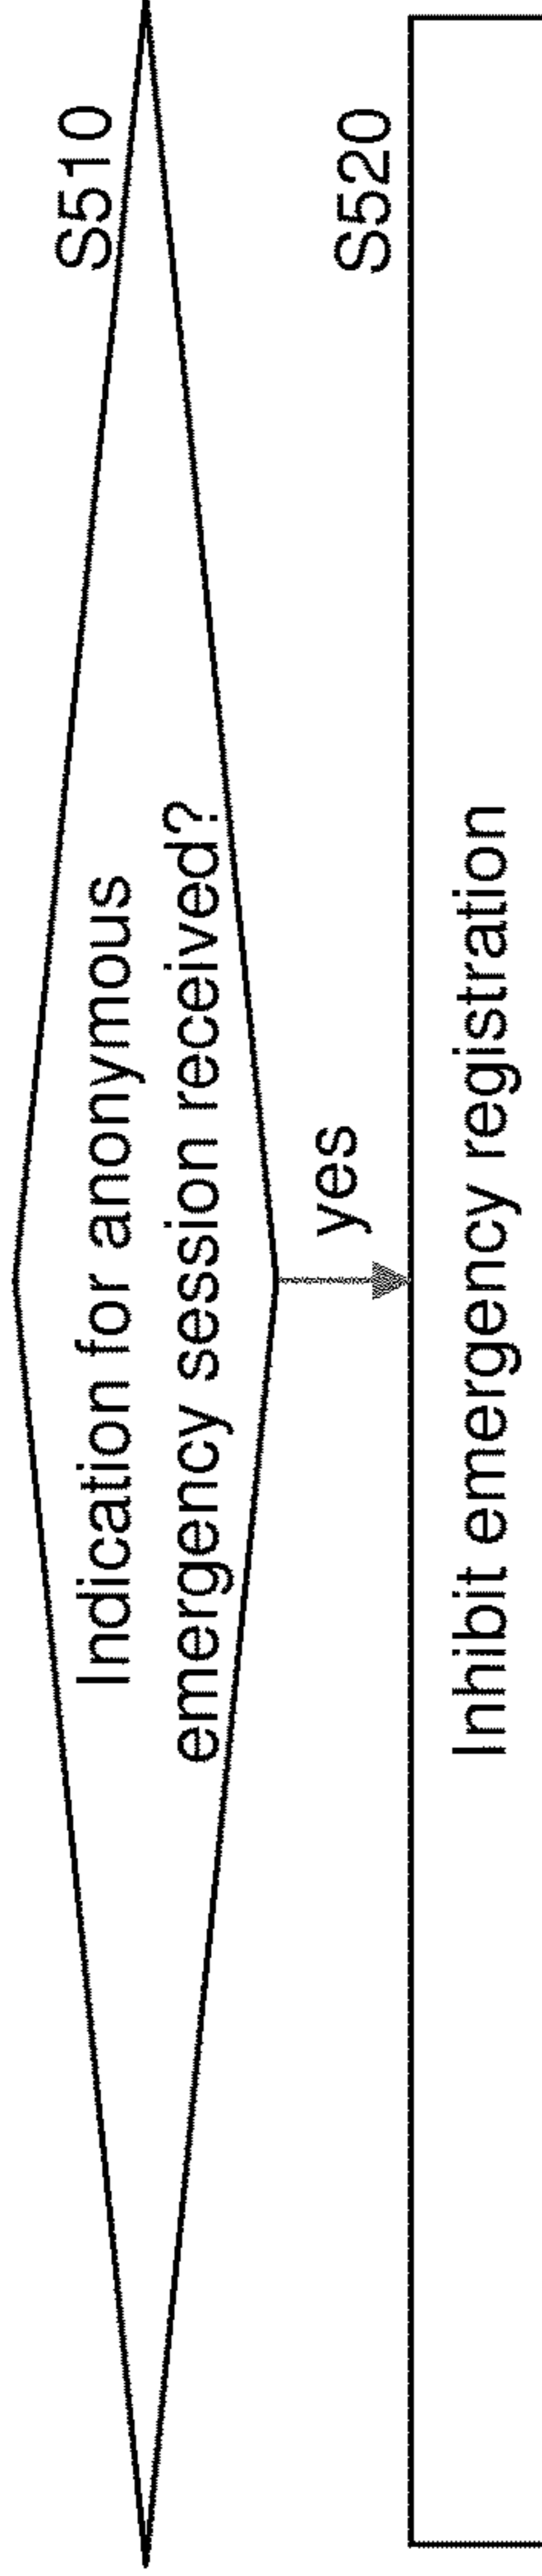 S510
Indication for anonymous
emergency session received?
yes
S520
Inhibit emergency registration